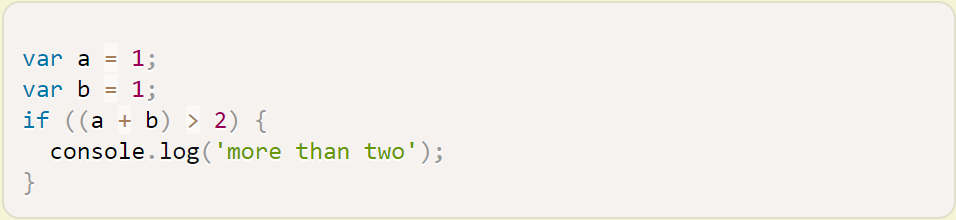 var a = 1;
var b = 1;
if ((a + b) > 2) {
  console.log('more than two');
}